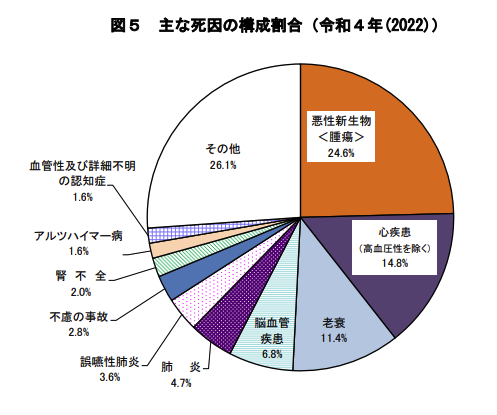 図５　主な死因の構成割合（令和４年(2022)）
悪性新生物
＜腫瘍＞
24.6%
心疾患
（高血圧性を除く）
14.8%
老衰
11.4%
脳血管
疾患
6.8%
肺　炎
4.7%
誤嚥性肺炎
3.6%
不慮の事故
2.8%
腎　不　全
2.0%
アルツハイマー病
1.6%
血管性及び詳細不明
の認知症
1.6%
その他
26.1%